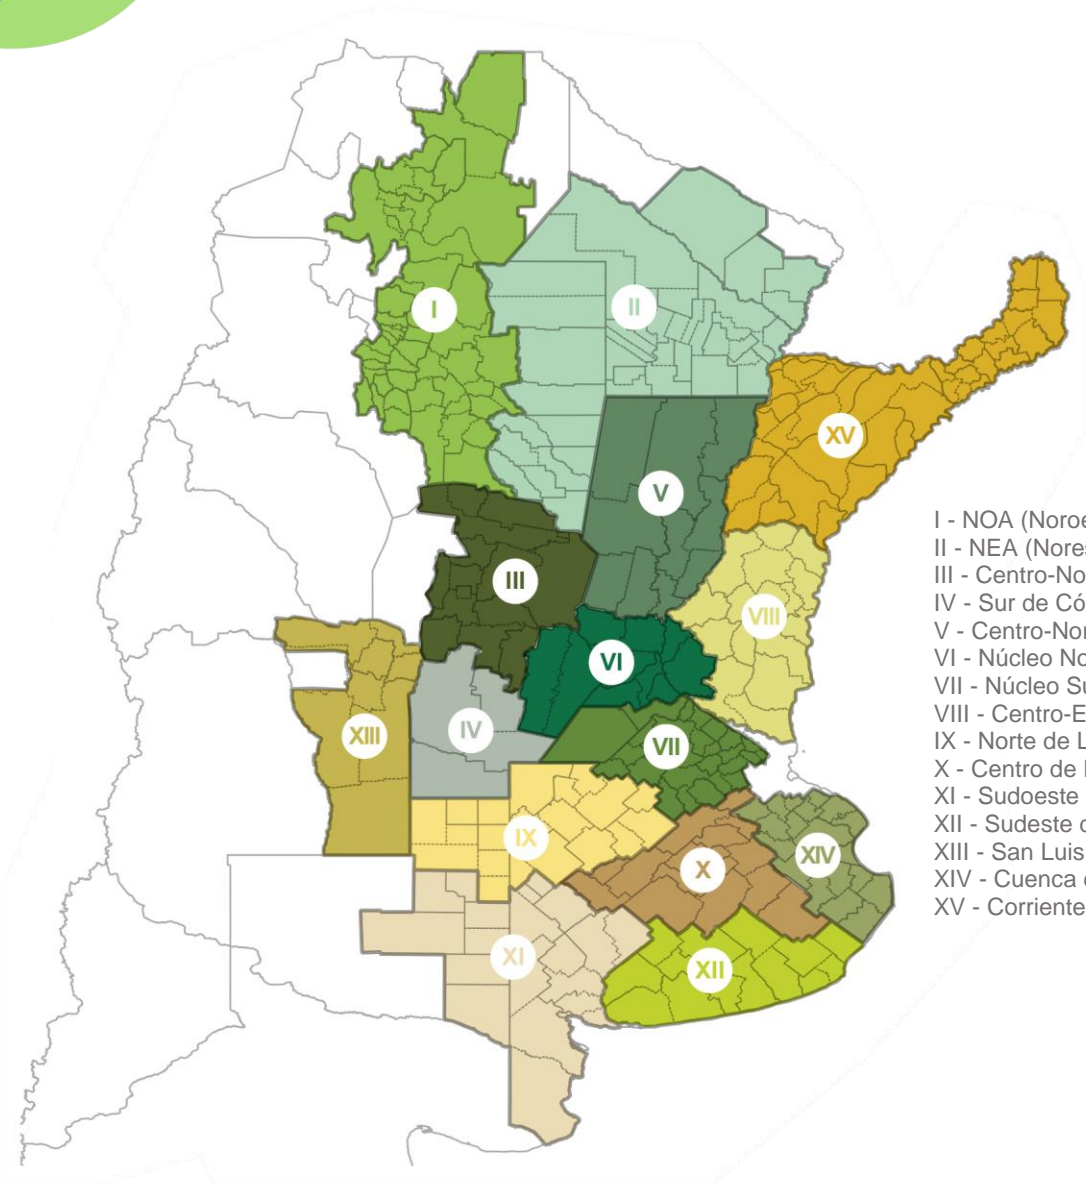 I
II
XV
V
III
VIII
VI
IV
XIII
VII
IX
XIV
X
XI
XII
I - NOA (Noroe
II - NEA (Nores
III - Centro-No
IV - Sur de Có
V - Centro-Nor
VI - Núcleo No
VII - Núcleo Su
VIII - Centro-E
IX - Norte de L
X - Centro de
XI - Sudoeste
XII - Sudeste
XIII - San Luis
XIV - Cuenca
XV - Corriente